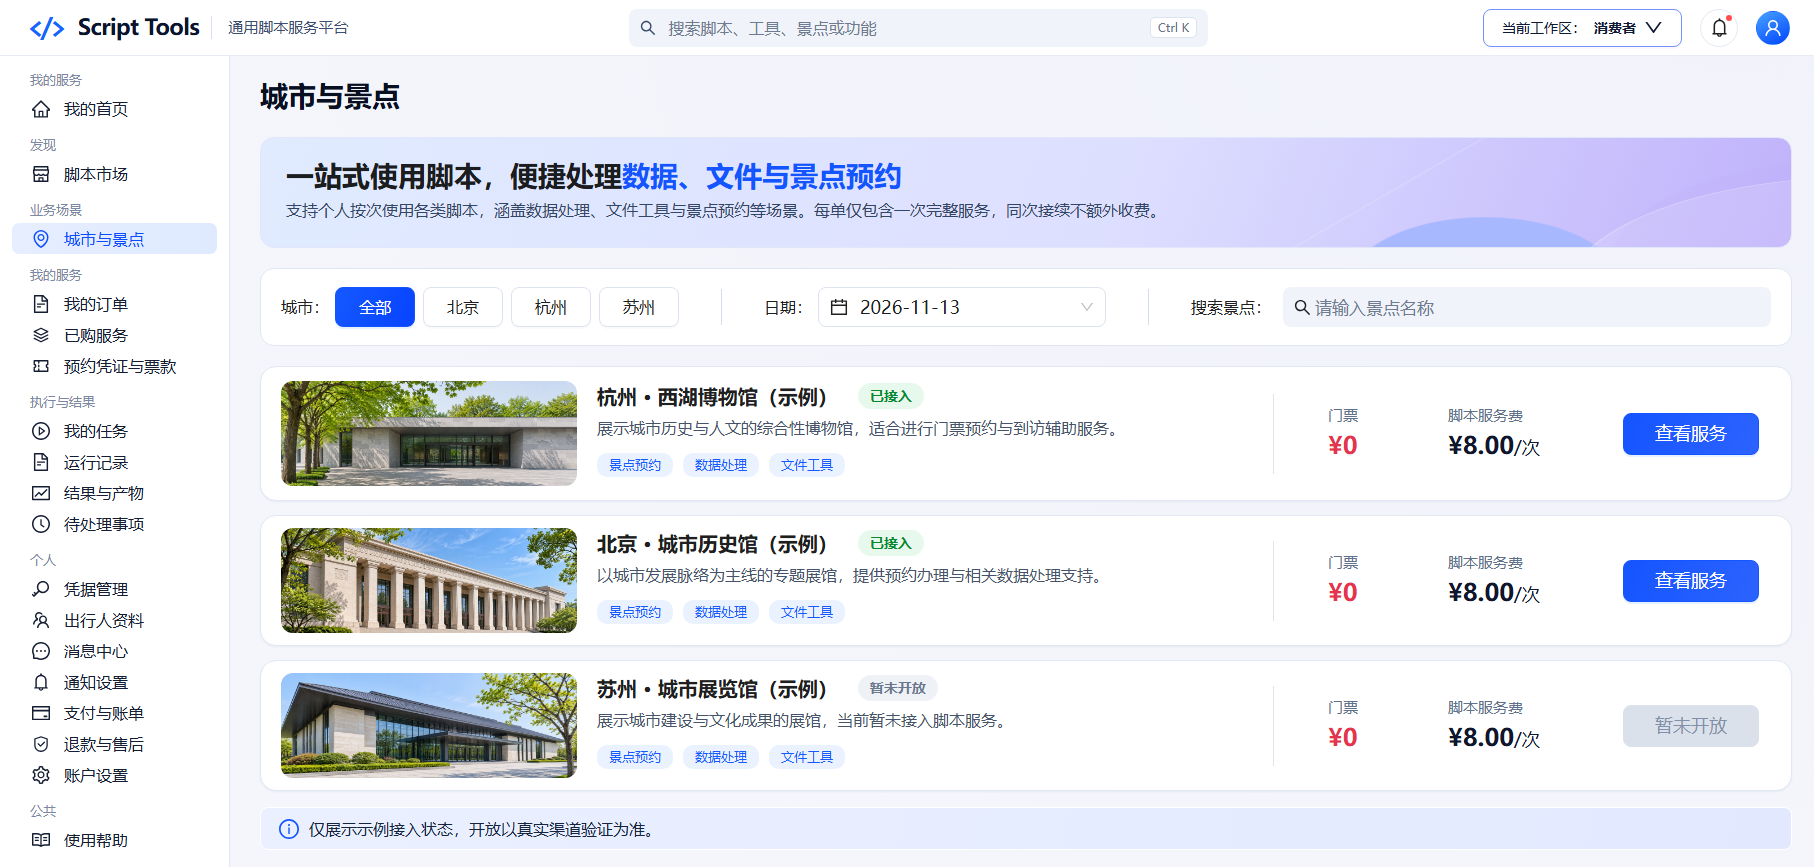 Script Tools
通用脚本服务平台
搜索脚本、工具、景点或功能
Ctrl K
当前工作区： 消费者
我的服务
我的首页
发现
脚本市场
业务场景
城市与景点
我的服务
我的订单
已购服务
预约凭证与票款
执行与结果
我的任务
运行记录
结果与产物
待处理事项
个人
凭据管理
出行人资料
消息中心
通知设置
支付与账单
退款与售后
账户设置
公共
使用帮助
城市与景点
一站式使用脚本，便捷处理数据、文件与景点预约
支持个人按次使用各类脚本，涵盖数据处理、文件工具与景点预约等场景。每单仅包含一次完整服务，同次接续不额外收费。
城市： 全部 北京 杭州 苏州
日期： 2026-11-13
搜索景点： 请输入景点名称
杭州・西湖博物馆（示例） 已接入
展示城市历史与人文的综合性博物馆，适合进行门票预约与到访辅助服务。
景点预约 数据处理 文件工具
门票
¥0
脚本服务费
¥8.00/次
查看服务
北京・城市历史馆（示例） 已接入
以城市发展脉络为主线的专题展馆，提供预约办理与相关数据处理支持。
景点预约 数据处理 文件工具
门票
¥0
脚本服务费
¥8.00/次
查看服务
苏州・城市展览馆（示例） 暂未开放
展示城市建设与文化成果的展馆，当前暂未接入脚本服务。
景点预约 数据处理 文件工具
门票
¥0
脚本服务费
¥8.00/次
暂未开放
仅展示示例接入状态，开放以真实渠道验证为准。